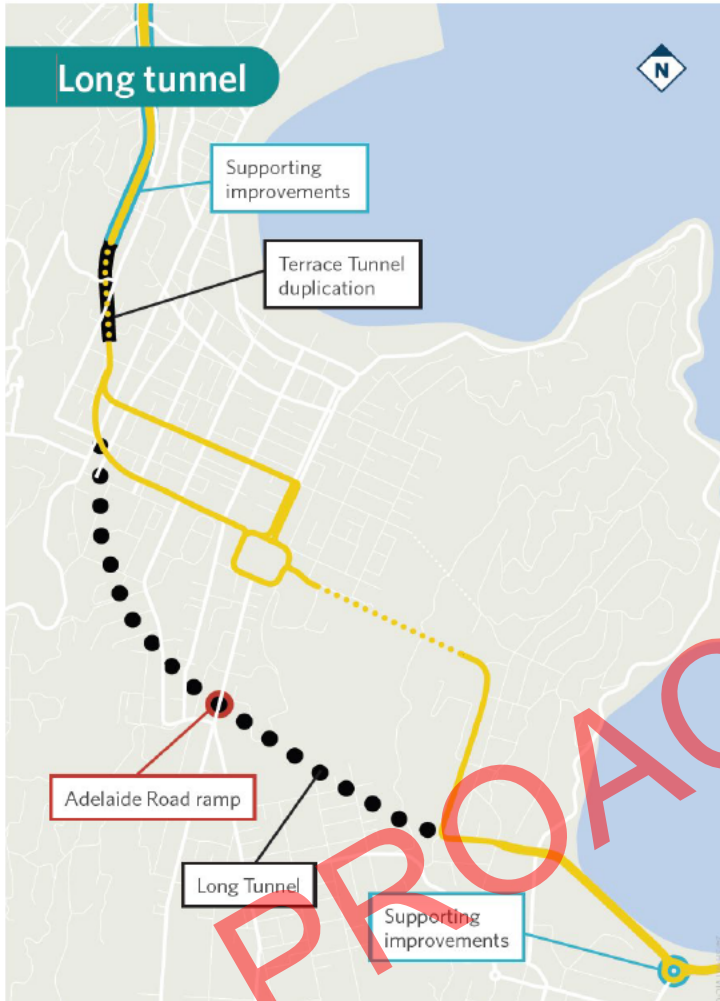 Long tunnel
N
Supporting
improvements
Terrace Tunnel
duplication
Adelaide Road ramp
Long Tunnel
Supporting
improvements
PROAC